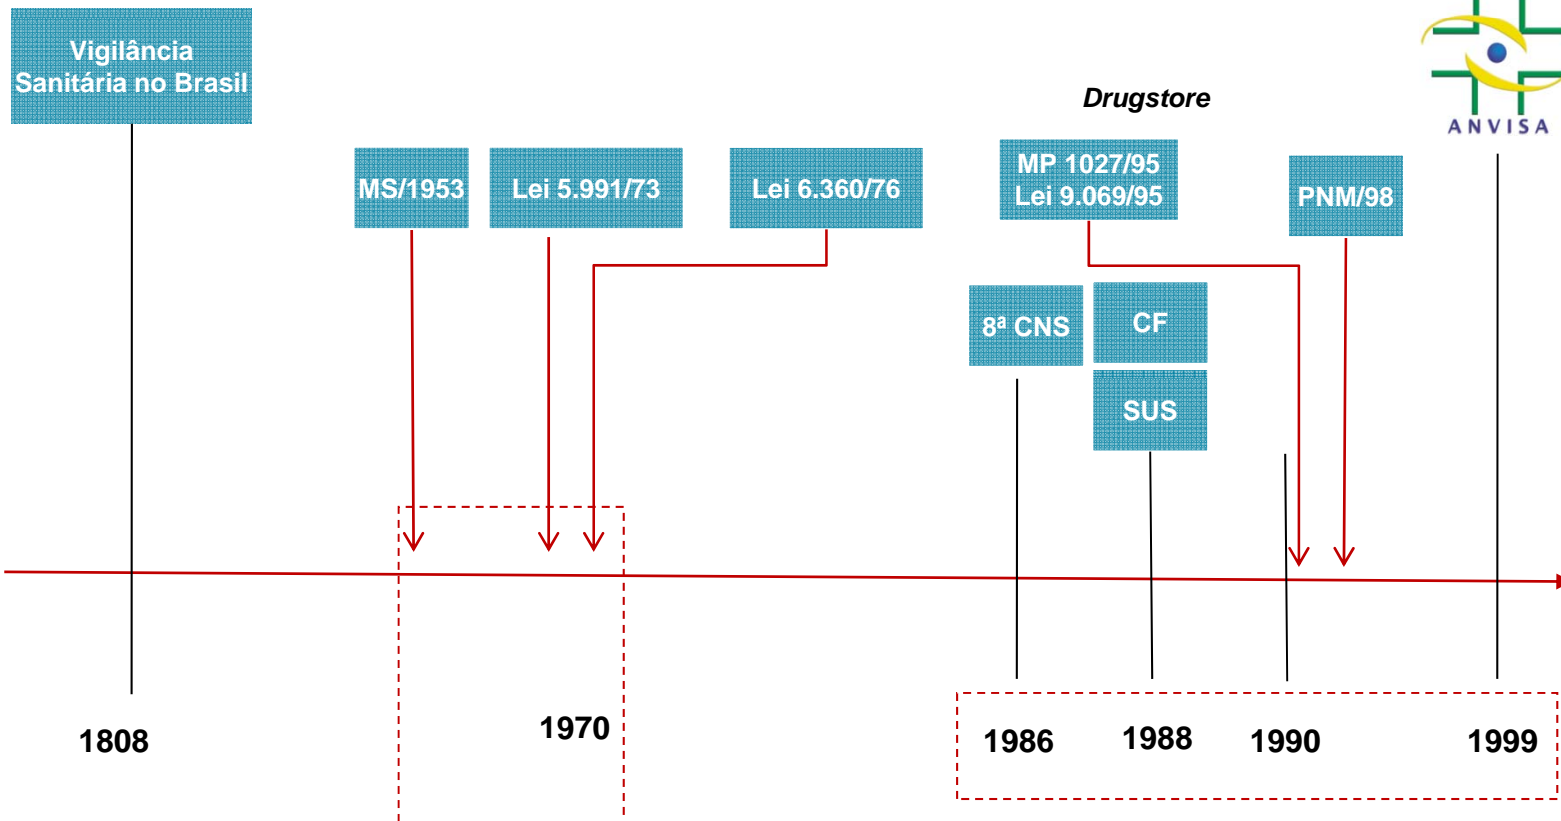 Vigilância
Sanitária no Brasil
Drugstore
ANVISA
MS/1953
Lei 5.991/73
Lei 6.360/76
MP 1027/95
Lei 9.069/95
PNM/98
8ª CNS
CF
SUS
1808
1970
1986
1988
1990
1999